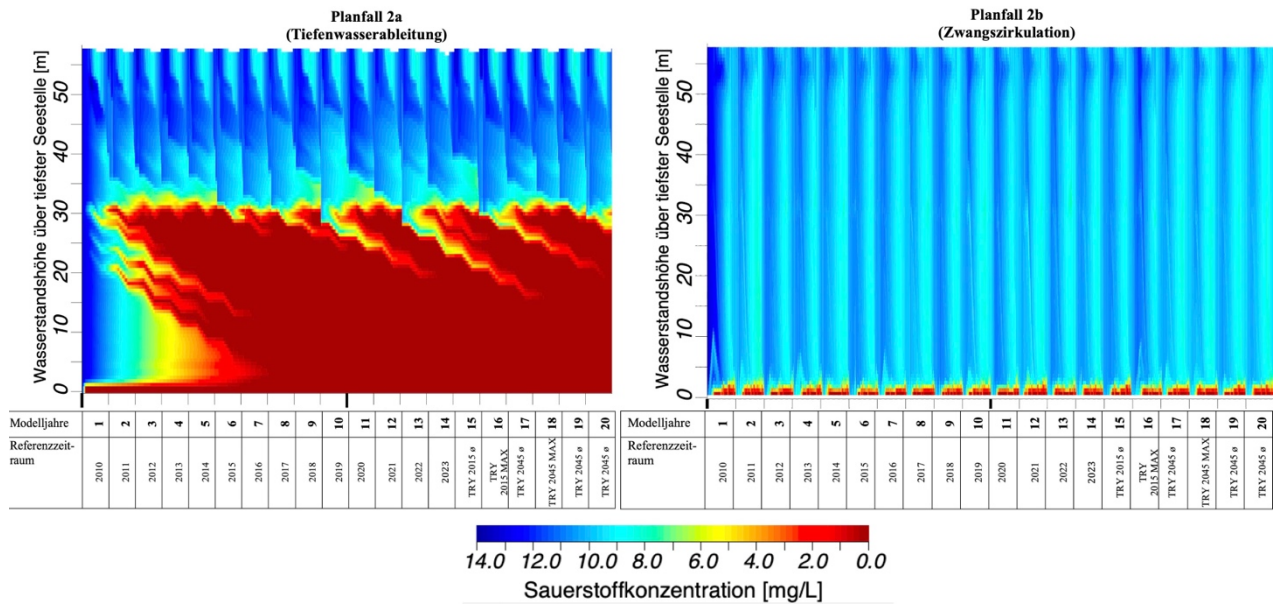 Planfall 2a
(Tiefenwasserableitung)
Wasserstandshöhe über tiefster Seestelle [m]
50
40
30
20
10
0
Modelljahre 1 2 3 4 5 6 7 8 9 10 11 12 13 14 15 16 17 18 19 20
Referenzzeit-
raum
2010 2011 2012 2013 2014 2015 2016 2017 2018 2019 2020 2021 2022 2023 TRY 2015 ø TRY 2015 MAX TRY 2045 ø TRY 2045 MAX TRY 2045 ø TRY 2045 ø
Planfall 2b
(Zwangszirkulation)
Wasserstandshöhe über tiefster Seestelle [m]
50
40
30
20
10
0
Modelljahre 1 2 3 4 5 6 7 8 9 10 11 12 13 14 15 16 17 18 19 20
Referenzzeit-
raum
2010 2011 2012 2013 2014 2015 2016 2017 2018 2019 2020 2021 2022 2023 TRY 2015 ø TRY 2015 MAX TRY 2045 ø TRY 2045 MAX TRY 2045 ø TRY 2045 ø
14.0 12.0 10.0 8.0 6.0 4.0 2.0 0.0
Sauerstoffkonzentration [mg/L]